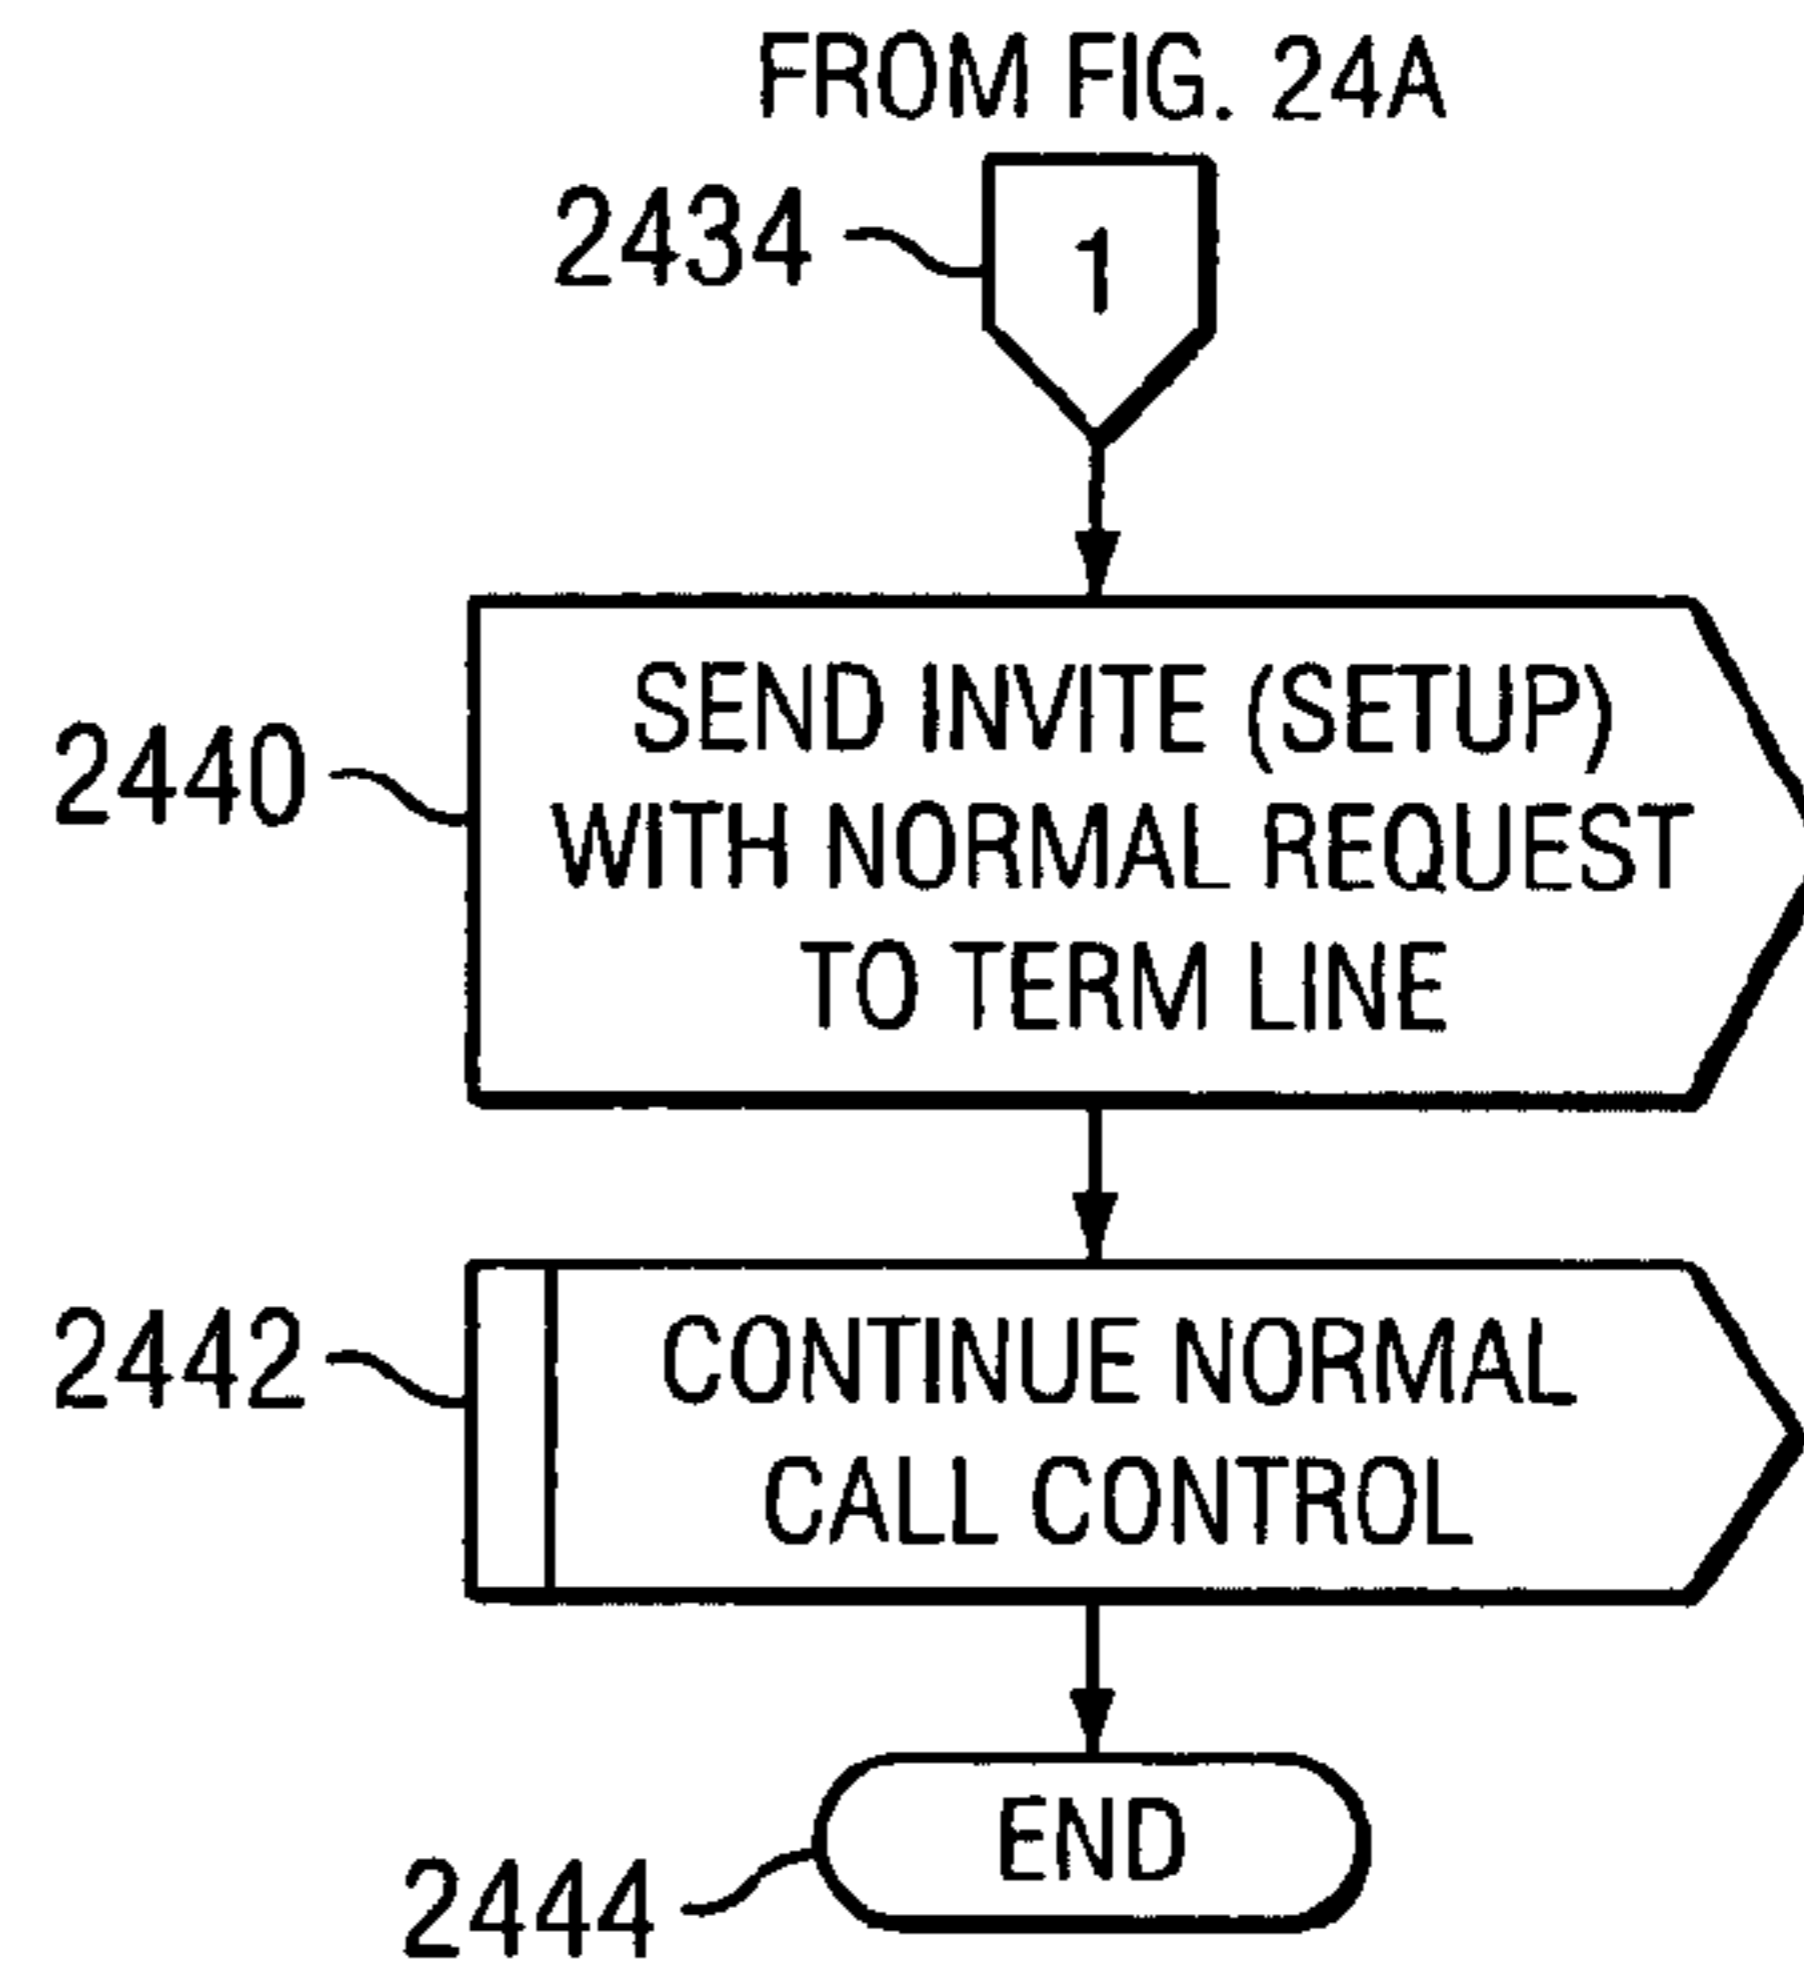 FROM FIG. 24A
2434
1
2440
SEND INVITE (SETUP)
WITH NORMAL REQUEST
TO TERM LINE
2442
CONTINUE NORMAL
CALL CONTROL
END
2444